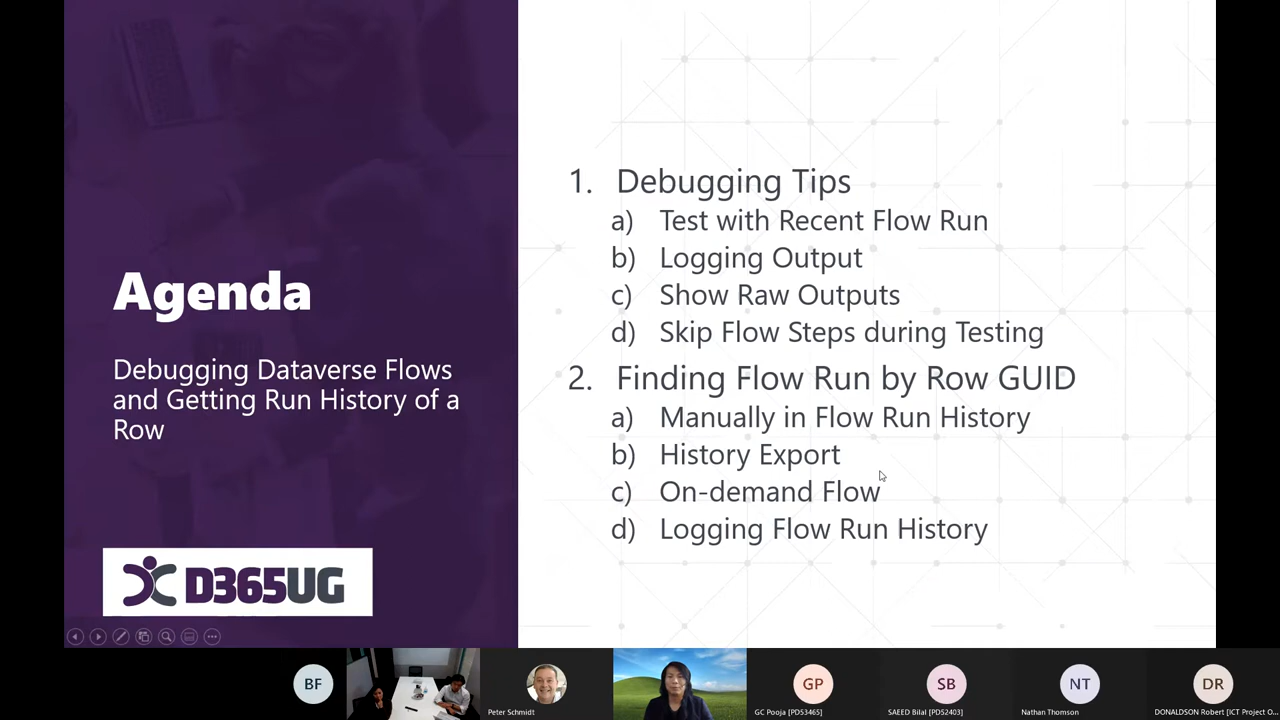 Agenda
Debugging Dataverse Flows
and Getting Run History of a
Row
D365UG
1. Debugging Tips
a) Test with Recent Flow Run
b) Logging Output
c) Show Raw Outputs
d) Skip Flow Steps during Testing
2. Finding Flow Run by Row GUID
a) Manually in Flow Run History
b) History Export
c) On-demand Flow
d) Logging Flow Run History
BF
Peter Schmidt
GP
GC Pooja [PD53465]
SB
SAEED Bilal [PD52403]
NT
Nathan Thomson
DR
DONALDSON Robert [ICT Project O...